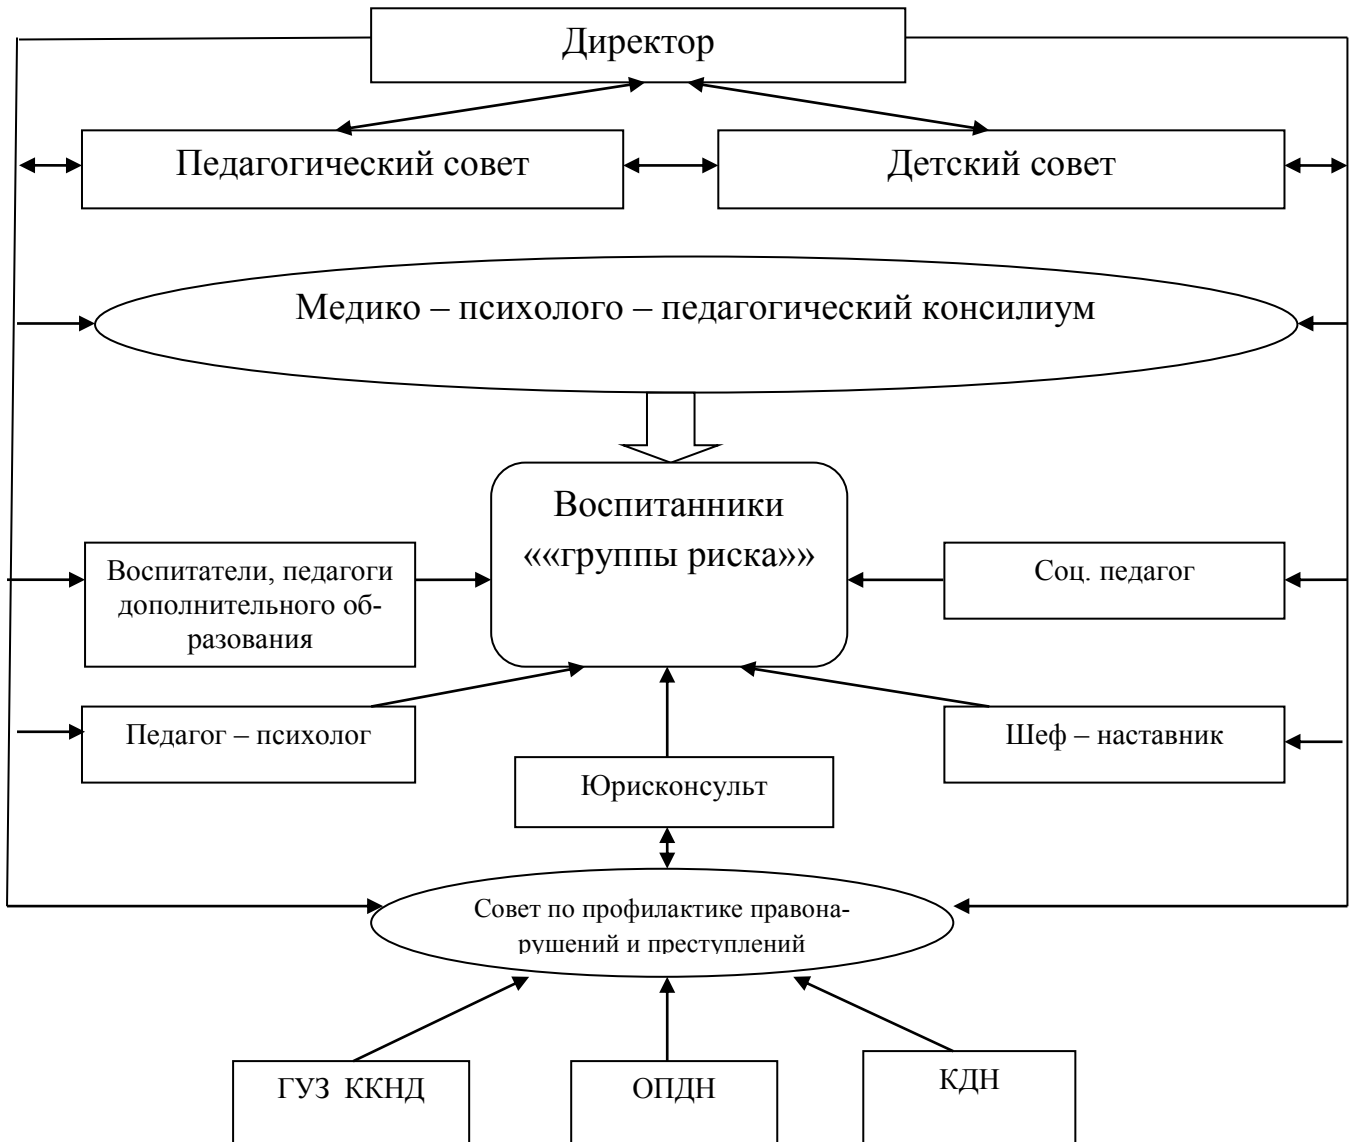 Директор
Педагогический совет
Детский совет
Медико – психолого – педагогический консилиум
Воспитанники
««группы риска»»
Воспитатели, педагоги
дополнительного об-
разования
Соц. педагог
Педагог – психолог
Шеф – наставник
Юрисконсульт
Совет по профилактике правона-
рушений и преступлений
ГУЗ ККНД
ОПДН
КДН